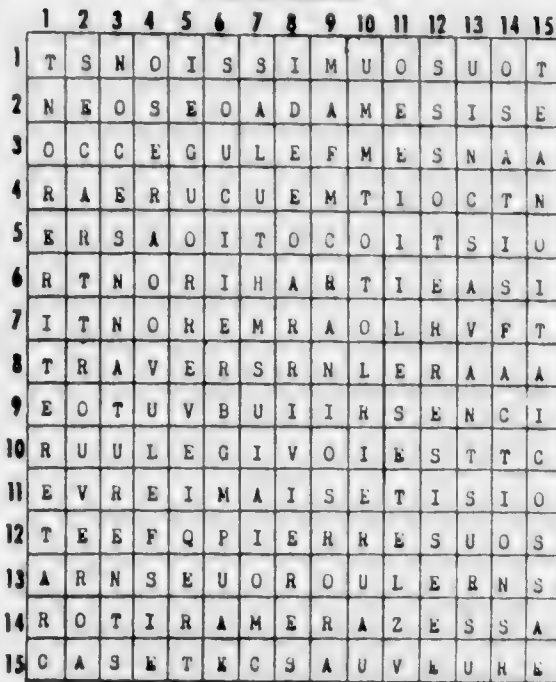 1 2 3 4 5 6 7 8 9 10 11 12 13 14 15
1 T S N O I S S I M U O S U O T
2 N E O S E O A D A M E S I S E
3 O C C E G U L E F M E S N A A
4 R A E R U C U E M T I O C T N
5 E R S A O I T O C O I T S I O
6 R T N O R I H A R T I E A S I
7 I T N O R E M R A O L R V F T
8 T R A V E R S R N L E R A A A
9 E O T U V B U I I R S E N C I
10 R U U L E G I V O I E S T T C
11 E V R E I M A I S E T I S I O
12 T E E F Q P I E R R E S U O S
13 A R N S E U O R O U L E R N S
14 R O T I R A M E R A Z E S S A
15 C A S E T E C S A U V E U R E